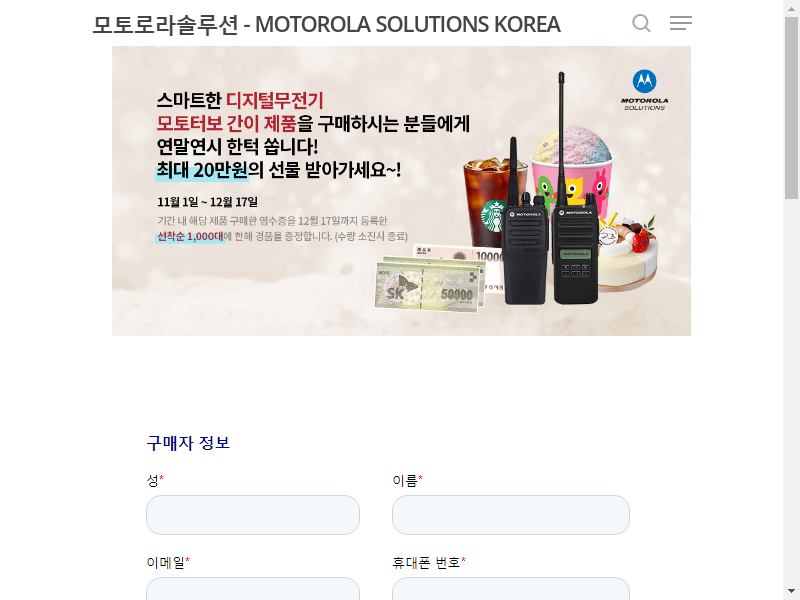 모토로라솔루션 - MOTOROLA SOLUTIONS KOREA
MOTOROLA
SOLUTIONS
스마트한 디지털무전기
모토터보 간이 제품을 구매하시는 분들에게
연말연시 한턱 쏩니다!
최대 20만원의 선물 받아가세요~!
11월 1일 ~ 12월 17일
기간 내 해당 제품 구매한 영수증을 12월 17일까지 등록한
선착순 1,000대에 한해 경품을 증정합니다. (수량 소진시 종료)
MOTOROLA
MOTOROLA
MOTOROLA
10000
SK
50000
구매자 정보
성*
이름*
이메일*
휴대폰 번호*